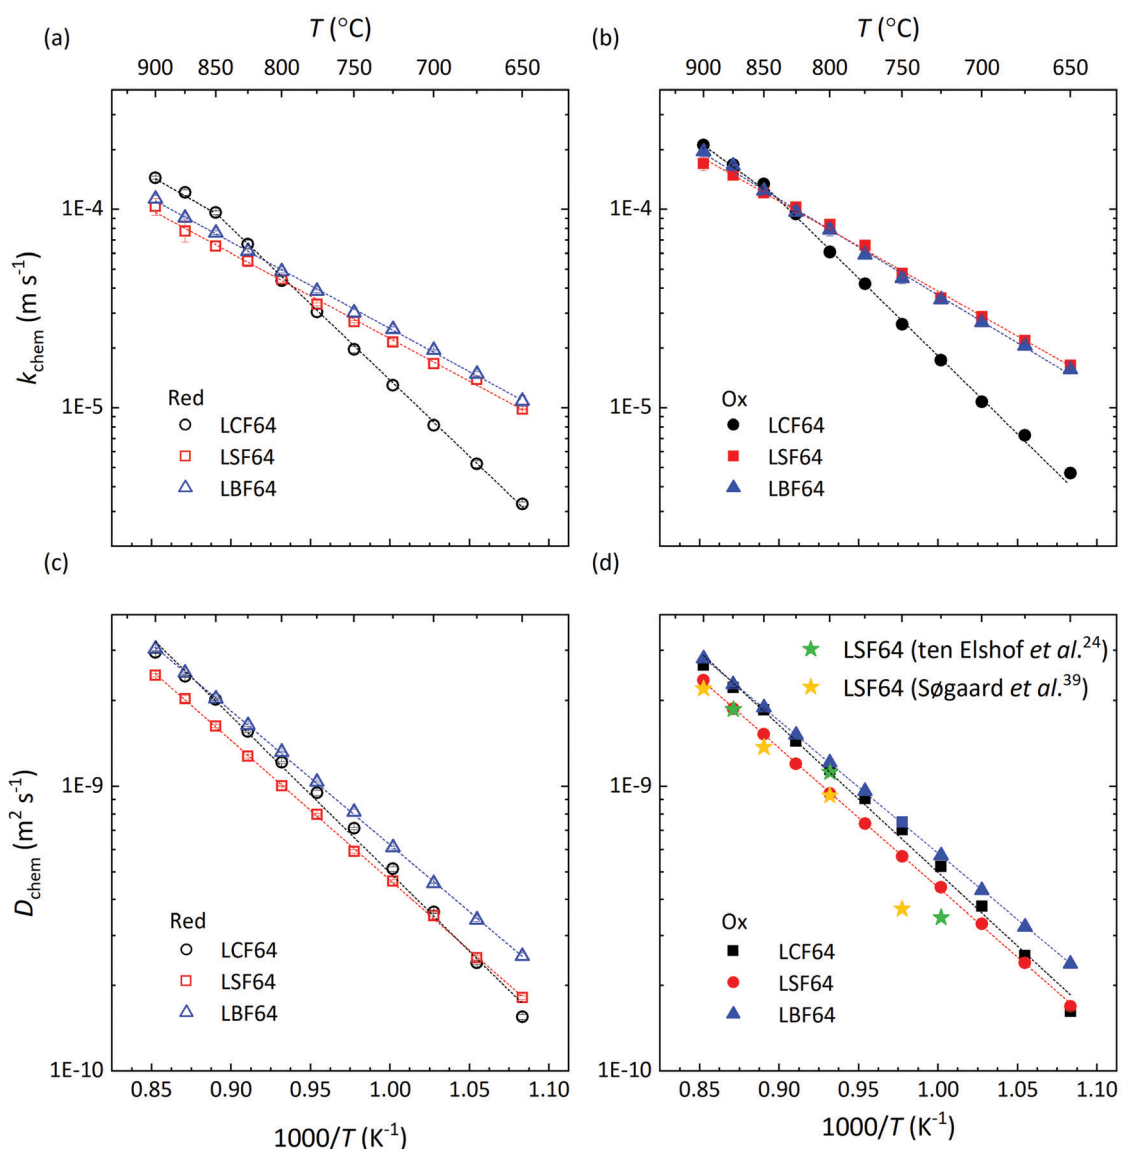 (a)
T (°C)
900 850 800 750 700 650
1E-4
1E-5
k_chem (m s⁻¹)
Red
LCF64
LSF64
LBF64
(b)
T (°C)
900 850 800 750 700 650
1E-4
1E-5
Ox
LCF64
LSF64
LBF64
(c)
1E-9
1E-10
D_chem (m² s⁻¹)
Red
LCF64
LSF64
LBF64
0.85 0.90 0.95 1.00 1.05 1.10
1000/T (K⁻¹)
(d)
LSF64 (ten Elshof et al.²⁴)
LSF64 (Søgaard et al.³⁹)
1E-9
1E-10
Ox
LCF64
LSF64
LBF64
0.85 0.90 0.95 1.00 1.05 1.10
1000/T (K⁻¹)